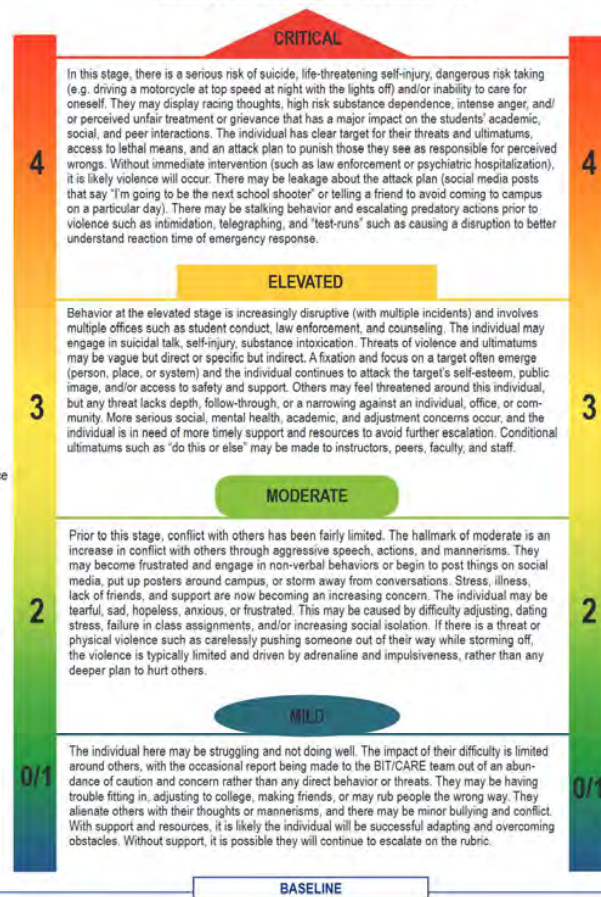 CRITICAL
In this stage, there is a serious risk of suicide, life-threatening self-injury, dangerous risk taking
(e.g. driving a motorcycle at top speed at night with the lights off) and/or inability to care for
oneself. They may display racing thoughts, high risk substance dependence, intense anger, and/
or perceived unfair treatment or grievance that has a major impact on the students' academic,
social, and peer interactions. The individual has clear target for their threats and ultimatums,
access to lethal means, and an attack plan to punish those they see as responsible for perceived
wrongs. Without immediate intervention (such as law enforcement or psychiatric hospitalization),
it is likely violence will occur. There may be leakage about the attack plan (social media posts
that say "I'm going to be the next school shooter" or telling a friend to avoid coming to campus
on a particular day). There may be stalking behavior and escalating predatory actions prior to
violence such as intimidation, telegraphing, and "test-runs" such as causing a disruption to better
understand reaction time of emergency response.
4
4
ELEVATED
Behavior at the elevated stage is increasingly disruptive (with multiple incidents) and involves
multiple offices such as student conduct, law enforcement, and counseling. The individual may
engage in suicidal talk, self-injury, substance intoxication. Threats of violence and ultimatums
may be vague but direct or specific but indirect. A fixation and focus on a target often emerge
(person, place, or system) and the individual continues to attack the target's self-esteem, public
image, and/or access to safety and support. Others may feel threatened around this individual,
but any threat lacks depth, follow-through, or a narrowing against an individual, office, or com-
munity. More serious social, mental health, academic, and adjustment concerns occur, and the
individual is in need of more timely support and resources to avoid further escalation. Conditional
ultimatums such as "do this or else" may be made to instructors, peers, faculty, and staff.
3
3
MODERATE
Prior to this stage, conflict with others has been fairly limited. The hallmark of moderate is an
increase in conflict with others through aggressive speech, actions, and mannerisms. They
may become frustrated and engage in non-verbal behaviors or begin to post things on social
media, put up posters around campus, or storm away from conversations. Stress, illness,
lack of friends, and support are now becoming an increasing concern. The individual may be
tearful, sad, hopeless, anxious, or frustrated. This may be caused by difficulty adjusting, dating
stress, failure in class assignments, and/or increasing social isolation. If there is a threat or
physical violence such as carelessly pushing someone out of their way while storming off,
the violence is typically limited and driven by adrenaline and impulsiveness, rather than any
deeper plan to hurt others.
2
2
MILD
The individual here may be struggling and not doing well. The impact of their difficulty is limited
around others, with the occasional report being made to the BIT/CARE team out of an abun-
dance of caution and concern rather than any direct behavior or threats. They may be having
trouble fitting in, adjusting to college, making friends, or may rub people the wrong way. They
alienate others with their thoughts or mannerisms, and there may be minor bullying and conflict.
With support and resources, it is likely the individual will be successful adapting and overcoming
obstacles. Without support, it is possible they will continue to escalate on the rubric.
0/1
0/1
BASELINE